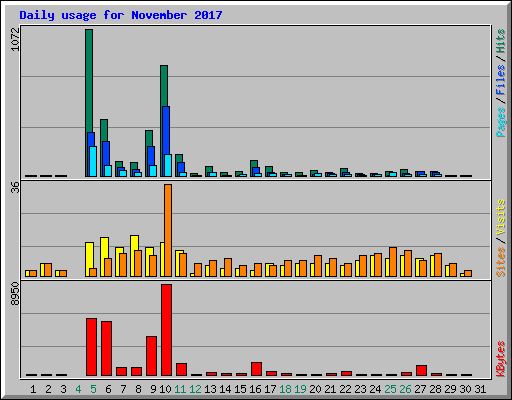 Daily usage for November 2017
1072
Pages / Files / Hits
36
Sites / Visits
8950
KBytes
1 2 3 4 5 6 7 8 9 10 11 12 13 14 15 16 17 18 19 20 21 22 23 24 25 26 27 28 29 30 31